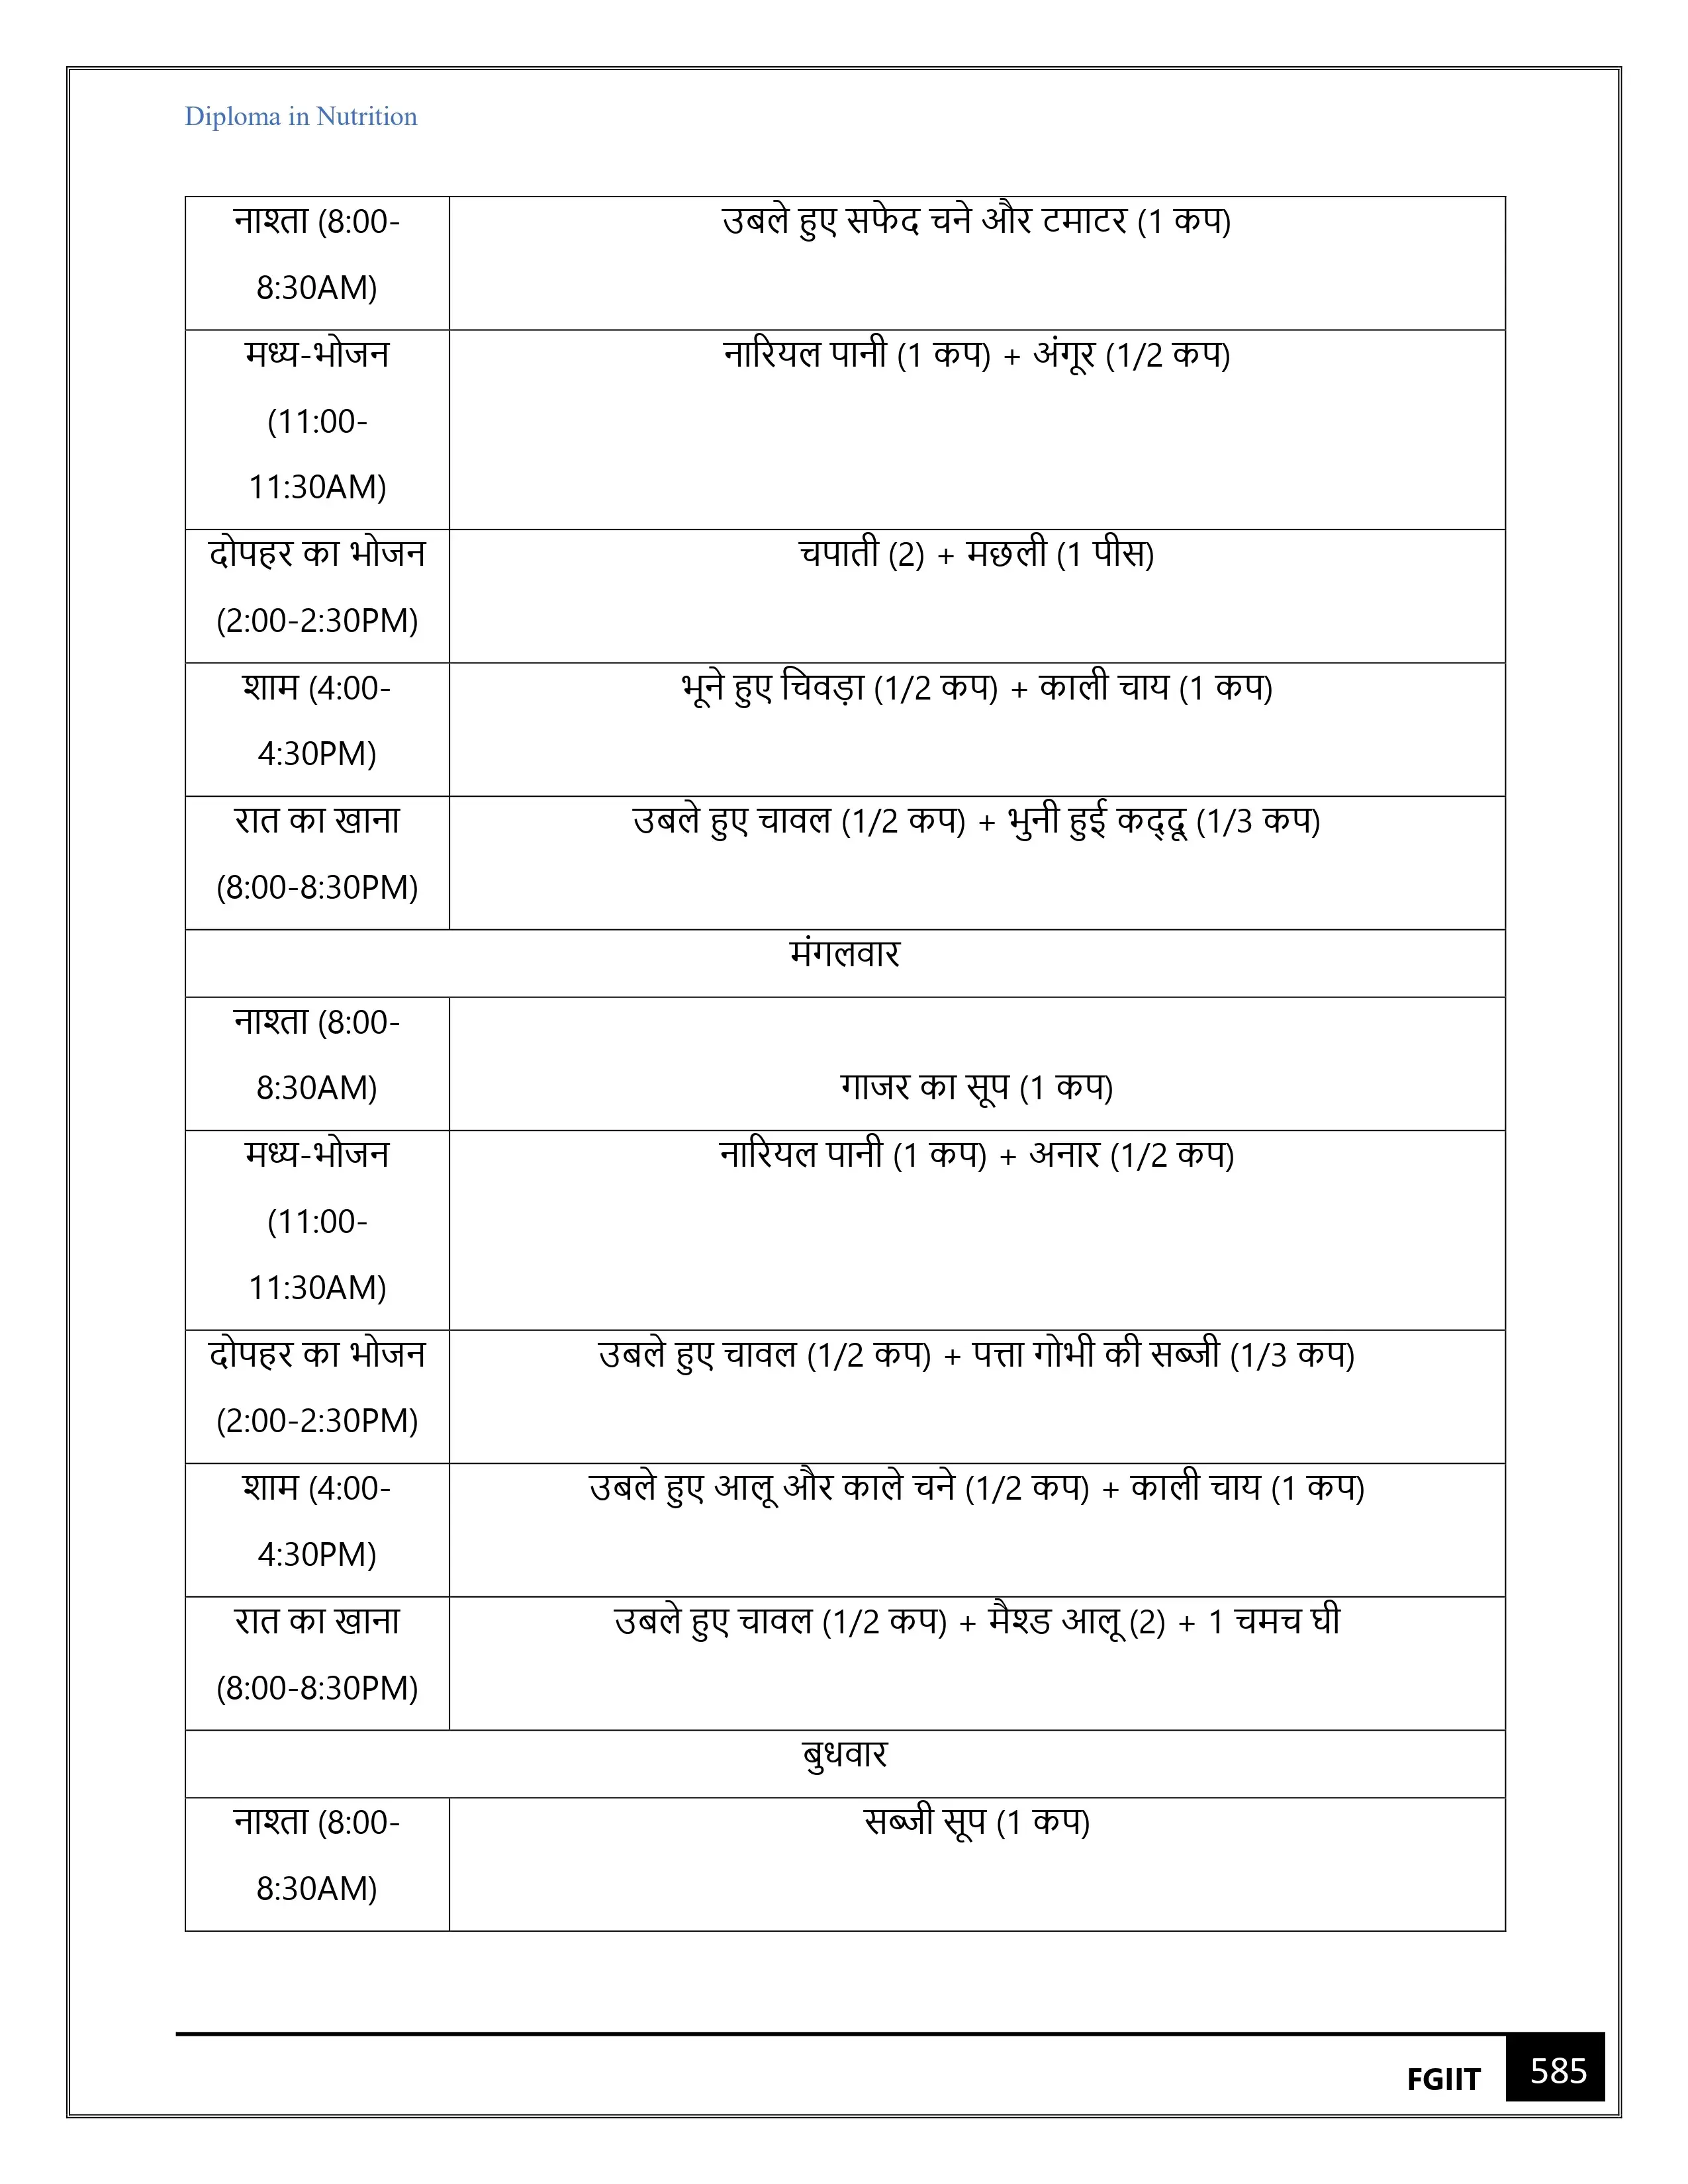 Diploma in Nutrition
नाश्ता (8:00-
8:30AM)
उबले हुए सफेद चने और टमाटर (1 कप)
मध्य-भोजन
(11:00-
11:30AM)
नारियल पानी (1 कप) + अंगूर (1/2 कप)
दोपहर का भोजन
(2:00-2:30PM)
चपाती (2) + मछली (1 पीस)
शाम (4:00-
4:30PM)
भूने हुए चिवड़ा (1/2 कप) + काली चाय (1 कप)
रात का खाना
(8:00-8:30PM)
उबले हुए चावल (1/2 कप) + भुनी हुई कद्दू (1/3 कप)
मंगलवार
नाश्ता (8:00-
8:30AM)
गाजर का सूप (1 कप)
मध्य-भोजन
(11:00-
11:30AM)
नारियल पानी (1 कप) + अनार (1/2 कप)
दोपहर का भोजन
(2:00-2:30PM)
उबले हुए चावल (1/2 कप) + पत्ता गोभी की सब्जी (1/3 कप)
शाम (4:00-
4:30PM)
उबले हुए आलू और काले चने (1/2 कप) + काली चाय (1 कप)
रात का खाना
(8:00-8:30PM)
उबले हुए चावल (1/2 कप) + मैश्ड आलू (2) + 1 चमच घी
बुधवार
नाश्ता (8:00-
8:30AM)
सब्जी सूप (1 कप)
FGIIT
585